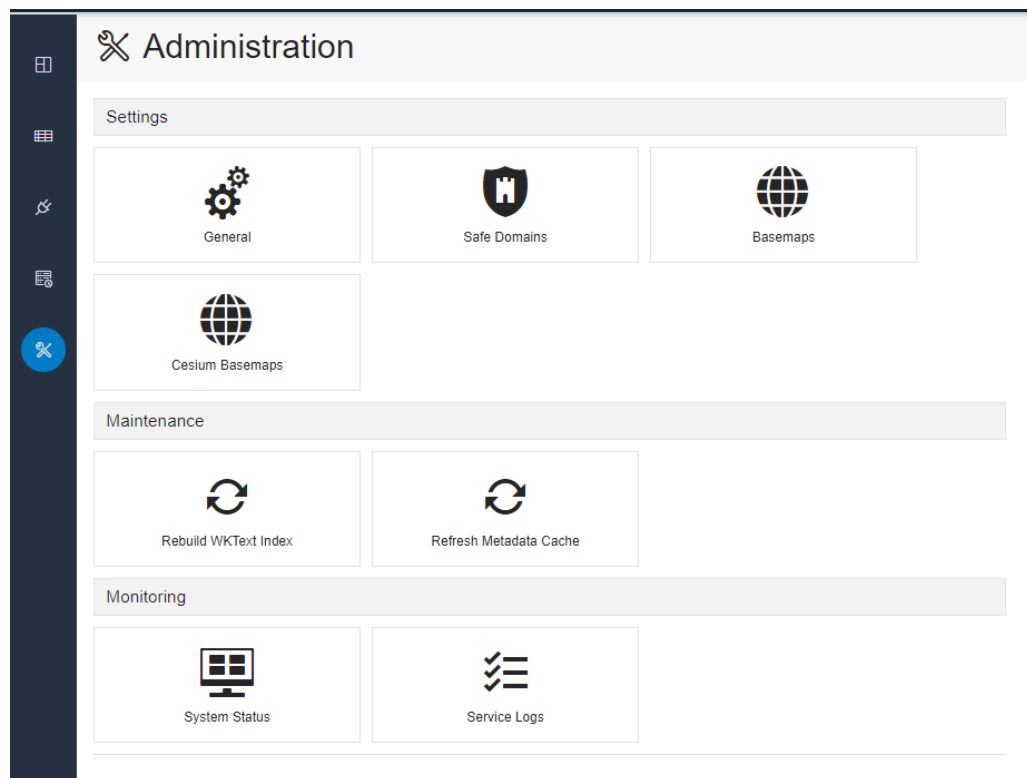 Administration
Settings
General
Safe Domains
Basemaps
Cesium Basemaps
Maintenance
Rebuild WKText Index
Refresh Metadata Cache
Monitoring
System Status
Service Logs